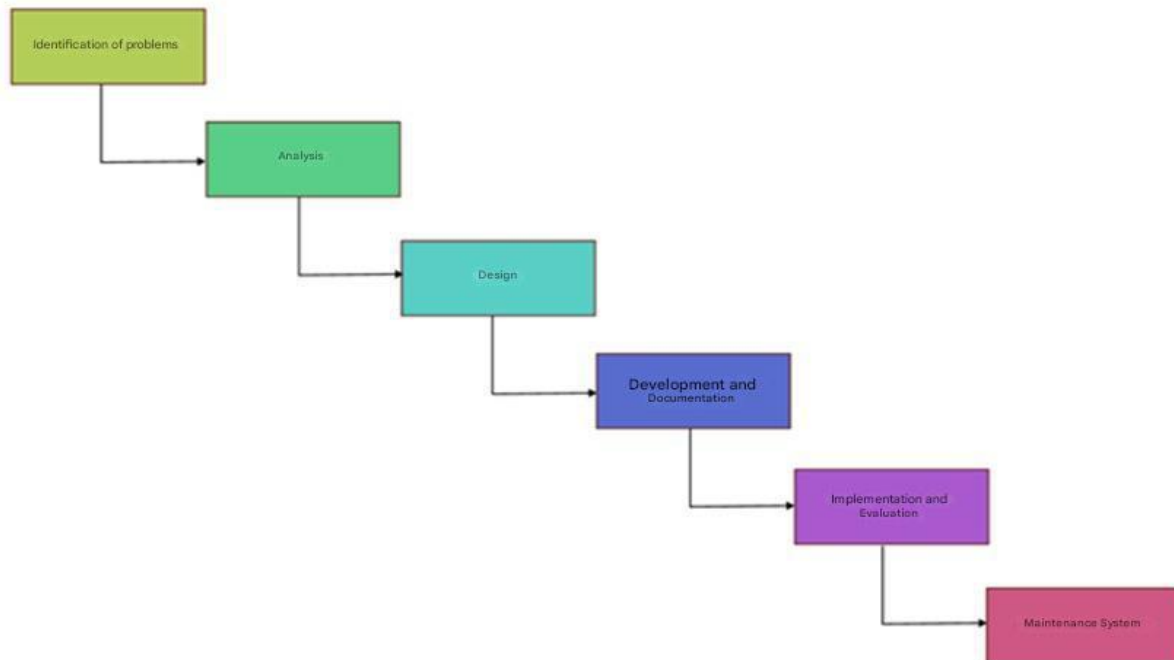 Identification of problems
Analysis
Design
Development and
Documentation
Implementation and
Evaluation
Maintenance System